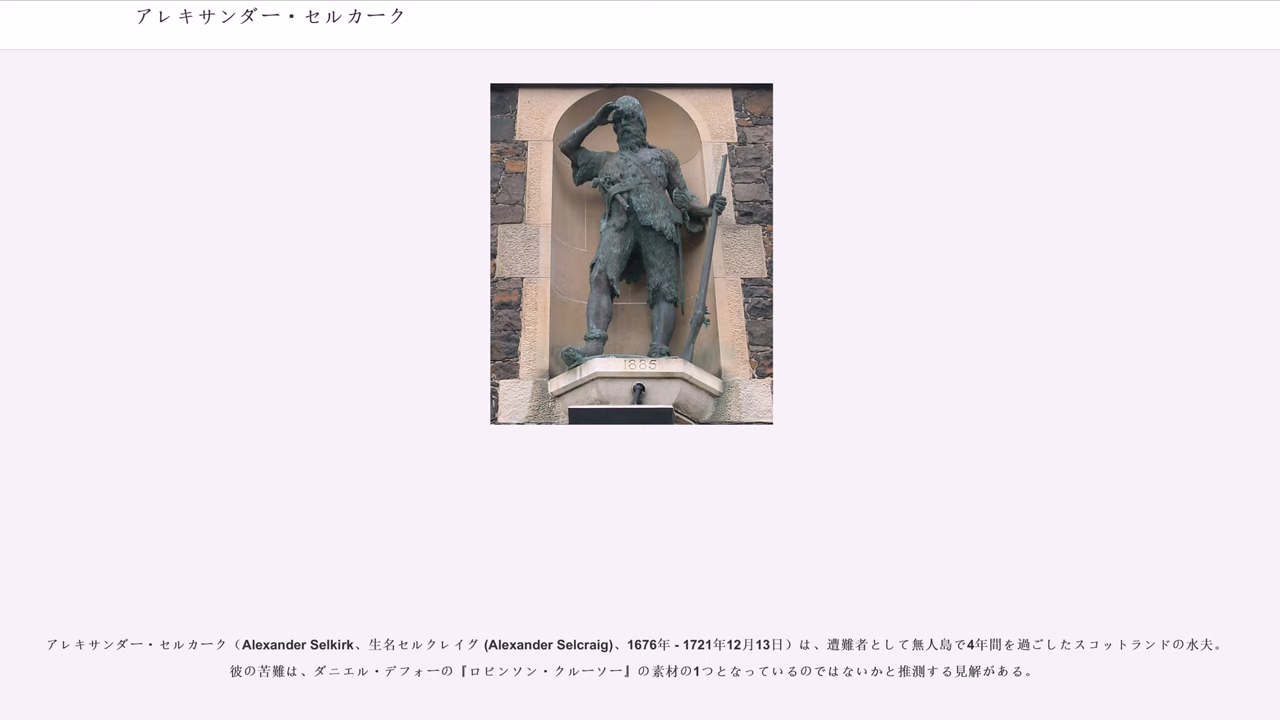 アレキサンダー・セルカーク
1885
アレキサンダー・セルカーク（Alexander Selkirk、生名セルクレイグ (Alexander Selcraig)、1676年 - 1721年12月13日）は、遭難者として無人島で4年間を過ごしたスコットランドの水夫。
彼の苦難は、ダニエル・デフォーの『ロビンソン・クルーソー』の素材の1つとなっているのではないかと推測する見解がある。